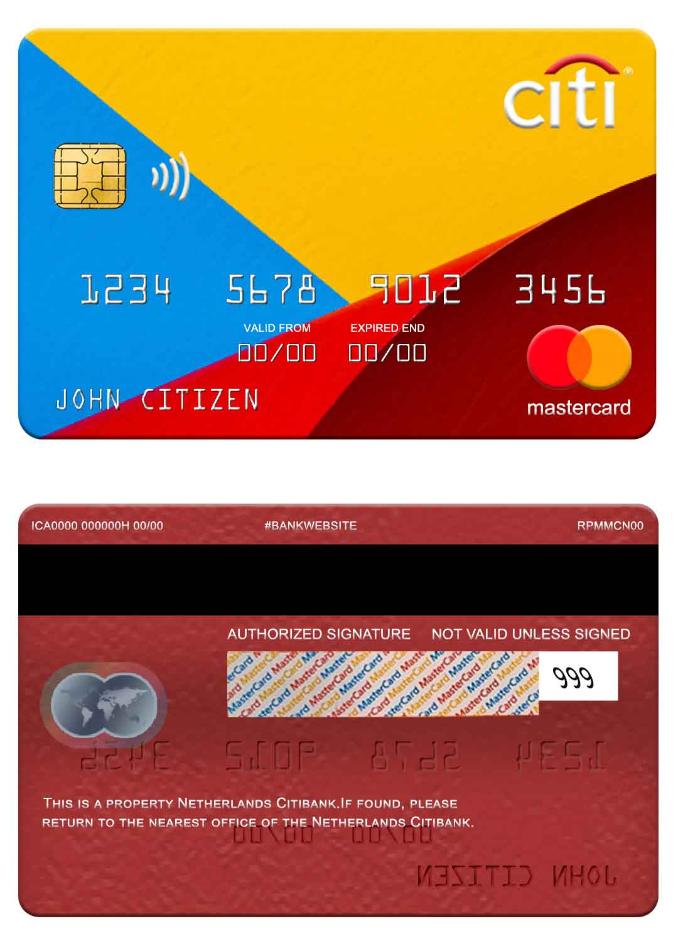 citi®
1234 5678 9012 3456
VALID FROM EXPIRED END
00/00 00/00
JOHN CITIZEN
mastercard
ICA0000 000000H 00/00 #BANKWEBSITE RPMMCN00
AUTHORIZED SIGNATURE NOT VALID UNLESS SIGNED
MasterCard MasterCard MasterCard
999
1234 5678 9012 3456
THIS IS A PROPERTY NETHERLANDS CITIBANK.IF FOUND, PLEASE
RETURN TO THE NEAREST OFFICE OF THE NETHERLANDS CITIBANK.
00/00 00/00
JOHN CITIZEN